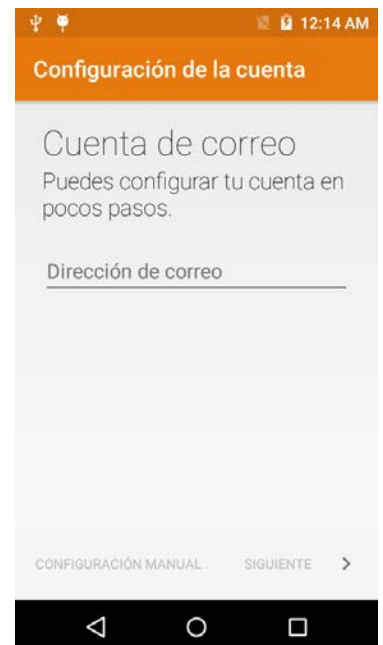 12:14 AM
Configuración de la cuenta
Cuenta de correo
Puedes configurar tu cuenta en
pocos pasos.
Dirección de correo
CONFIGURACIÓN MANUAL SIGUIENTE